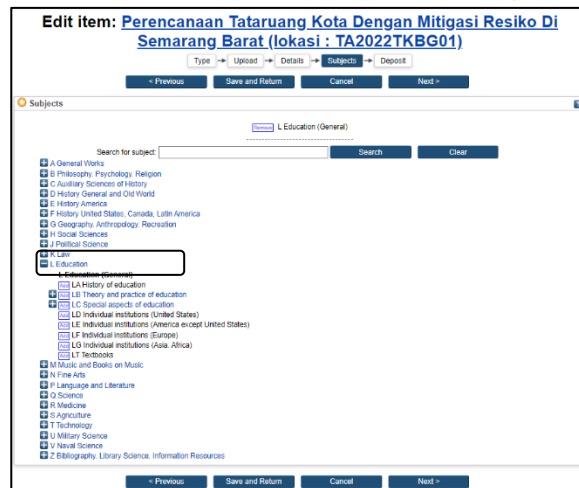 Edit item: Perencanaan Tataruang Kota Dengan Mitigasi Resiko Di
Semarang Barat (lokasi : TA2022TKBG01)
Type Upload Details Subjects Deposit
< Previous Save and Return Cancel Next >
Subjects
Remove L Education (General)
Search for subject: Search Clear
A General Works
B Philosophy. Psychology. Religion
C Auxiliary Sciences of History
D History General and Old World
E History America
F History United States, Canada, Latin America
G Geography. Anthropology. Recreation
H Social Sciences
J Political Science
K Law
L Education
L Education (General)
Add LA History of education
Add LB Theory and practice of education
Add LC Special aspects of education
Add LD Individual institutions (United States)
Add LE Individual institutions (America except United States)
Add LF Individual institutions (Europe)
Add LG Individual institutions (Asia. Africa)
Add LT Textbooks
M Music and Books on Music
N Fine Arts
P Language and Literature
Q Science
R Medicine
S Agriculture
T Technology
U Military Science
V Naval Science
Z Bibliography. Library Science. Information Resources
< Previous Save and Return Cancel Next >